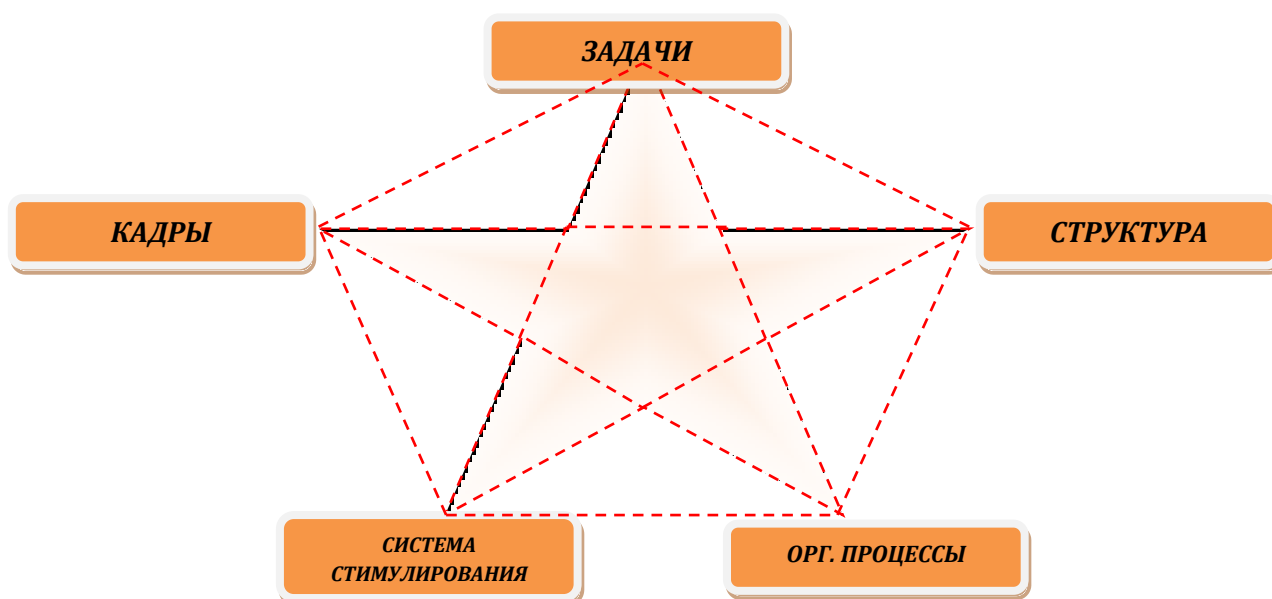 ЗАДАЧИ
КАДРЫ
СТРУКТУРА
СИСТЕМА
СТИМУЛИРОВАНИЯ
ОРГ. ПРОЦЕССЫ